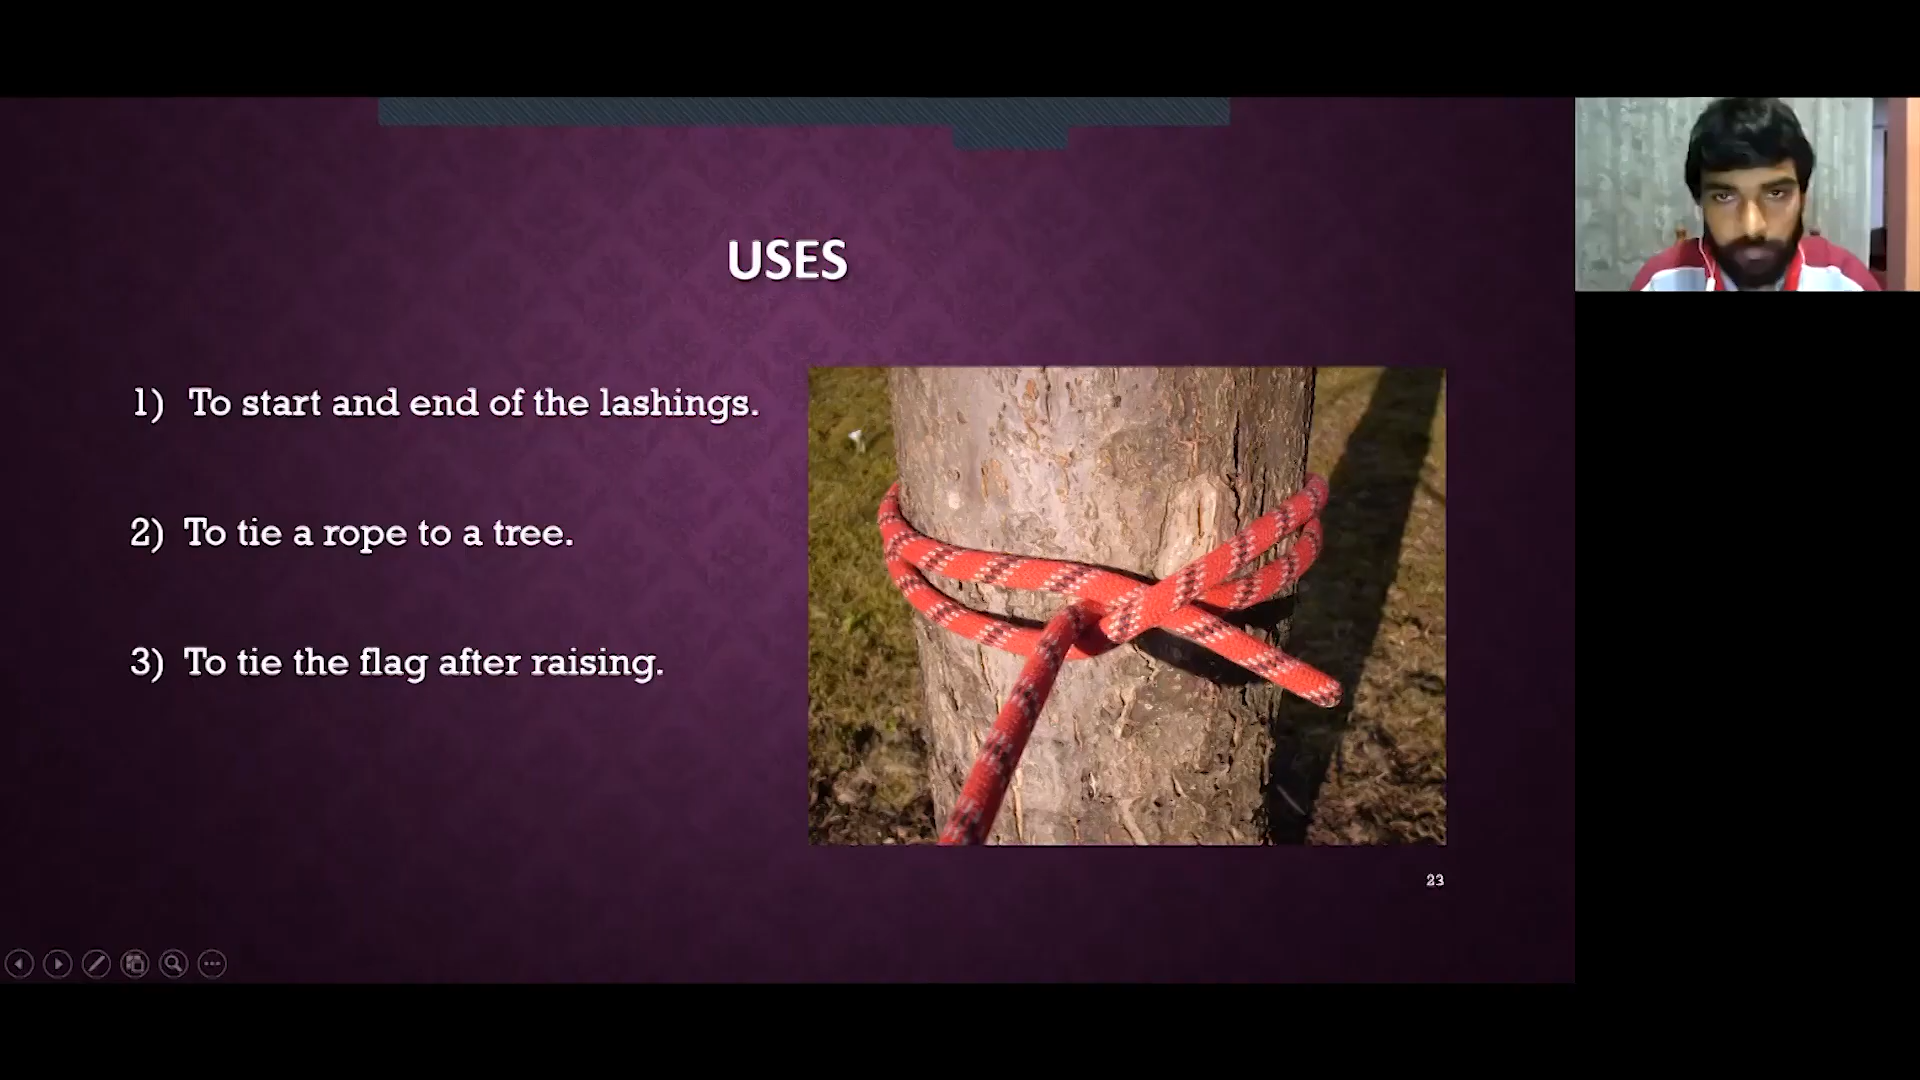 USES
1) To start and end of the lashings.
2) To tie a rope to a tree.
3) To tie the flag after raising.
23